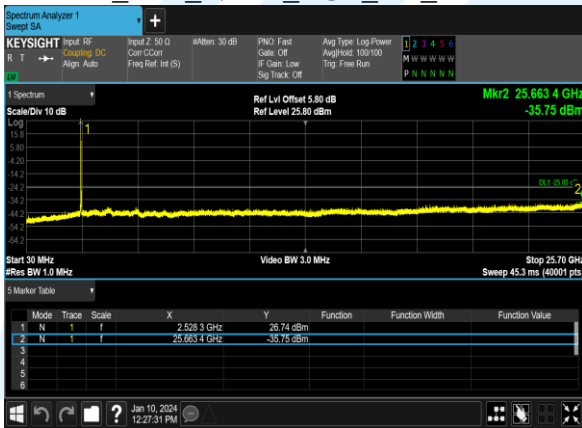 Spectrum Analyzer 1
Swept SA
+
KEYSIGHT Input: RF Input Z: 50 Ω #Atten: 30 dB PNO: Fast Avg Type: Log-Power 1 2 3 4 5 6
R T Coupling: DC Corr CCorr Gate: Off Avg|Hold: 100/100 M W W W W W
Align: Auto Freq Ref: Int (S) IF Gain: Low Trig: Free Run
Sig Track: Off P N N N N N
1 Spectrum Ref Lvl Offset 5.80 dB Mkr2 25.663 4 GHz
Scale/Div 10 dB Ref Level 25.80 dBm -35.75 dBm
Log
15.8 1
5.80
-4.20
-14.2
-24.2 DL1 -25.00 2
-34.2
-44.2
-54.2
-64.2
Start 30 MHz Video BW 3.0 MHz Stop 25.70 GHz
#Res BW 1.0 MHz Sweep 45.3 ms (40001 pts
5 Marker Table
Mode Trace Scale X Y Function Function Width Function Value
1 N 1 f 2.528 3 GHz 26.74 dBm
2 N 1 f 25.663 4 GHz -35.75 dBm
3
4
5
6
? Jan 10, 2024
12:27:31 PM